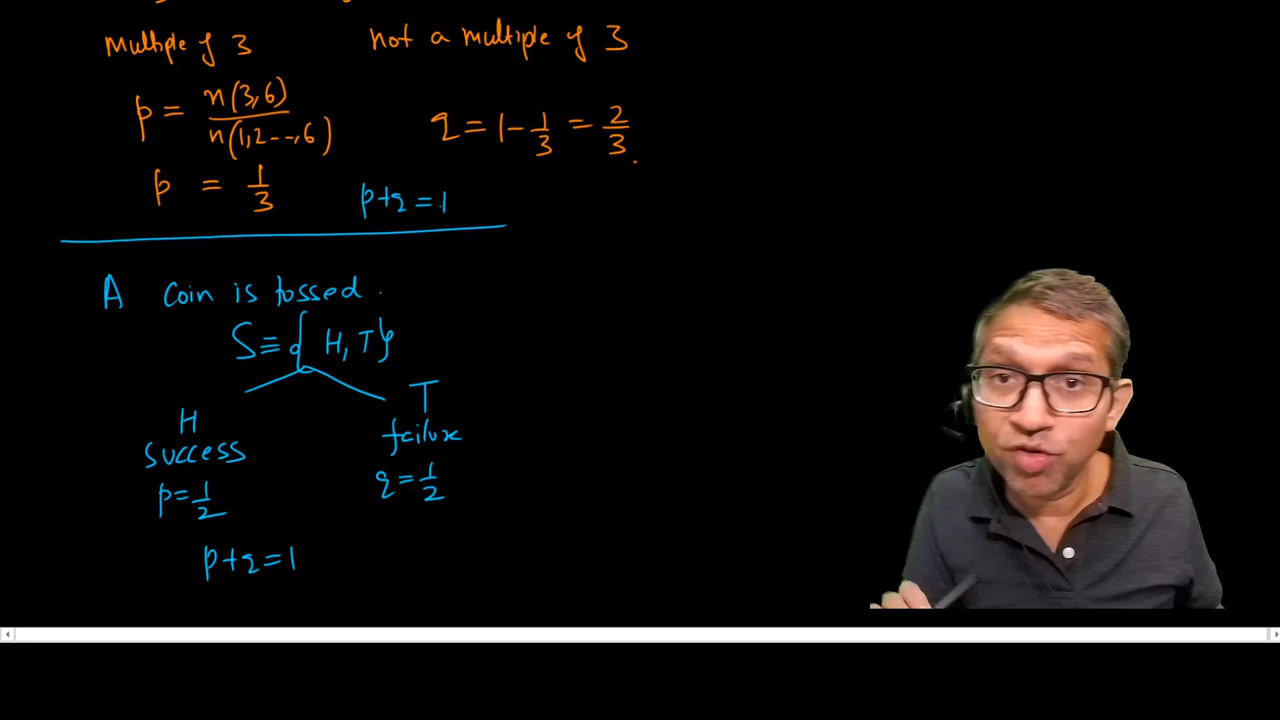 Multiple of 3 not a multiple of 3
p = n(3,6) / n(1,2--,6) q = 1 - 1/3 = 2/3.
p = 1/3 p+q = 1
A coin is tossed.
S ≡ { H, T }
H T
success failure
p = 1/2 q = 1/2
p+q = 1